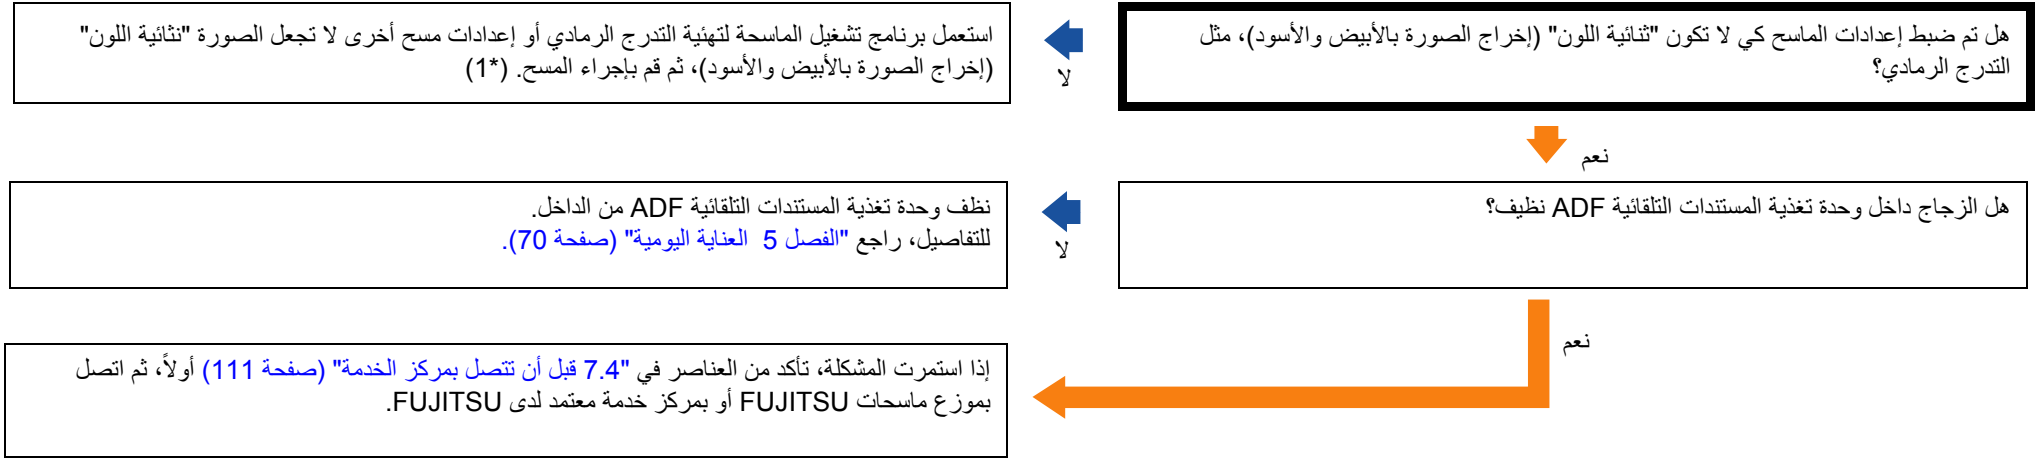 هل تم ضبط إعدادات الماسح كي لا تكون "ثنائية اللون" (إخراج الصورة بالأبيض والأسود)، مثل
التدرج الرمادي؟
لا
استعمل برنامج تشغيل الماسحة لتهئية التدرج الرمادي أو إعدادات مسح أخرى لا تجعل الصورة "نثائية اللون"
(إخراج الصورة بالأبيض والأسود)، ثم قم بإجراء المسح. (*1)
نعم
هل الزجاج داخل وحدة تغذية المستندات التلقائية ADF نظيف؟
لا
نظف وحدة تغذية المستندات التلقائية ADF من الداخل.
للتفاصيل، راجع "الفصل 5 العناية اليومية" (صفحة 70).
نعم
إذا استمرت المشكلة، تأكد من العناصر في "7.4 قبل أن تتصل بمركز الخدمة" (صفحة 111) أولاً، ثم اتصل
بموزع ماسحات FUJITSU أو بمركز خدمة معتمد لدى FUJITSU.